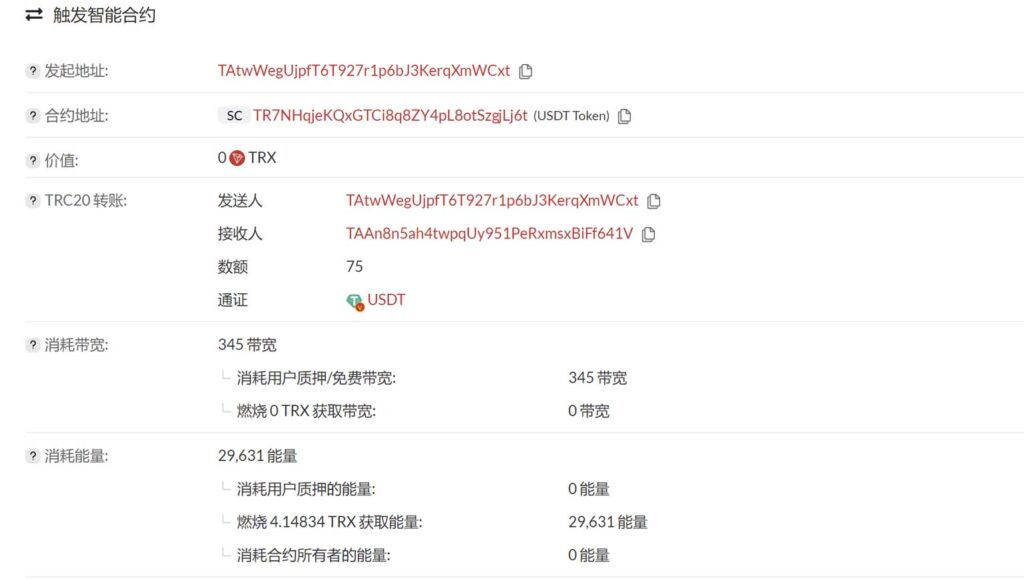 触发智能合约
? 发起地址: TAtwWegUjpfT6T927r1p6bJ3KerqXmWCxt
? 合约地址: SC TR7NHqjeKQxGTCi8q8ZY4pL8otSzgjLj6t (USDT Token)
? 价值: 0 TRX
? TRC20 转账: 发送人 TAtwWegUjpfT6T927r1p6bJ3KerqXmWCxt
接收人 TAAn8n5ah4twpqUy951PeRxmsxBiFf641V
数额 75
通证 USDT
? 消耗带宽: 345 带宽
消耗用户质押/免费带宽: 345 带宽
燃烧 0 TRX 获取带宽: 0 带宽
? 消耗能量: 29,631 能量
消耗用户质押的能量: 0 能量
燃烧 4.14834 TRX 获取能量: 29,631 能量
消耗合约所有者的能量: 0 能量